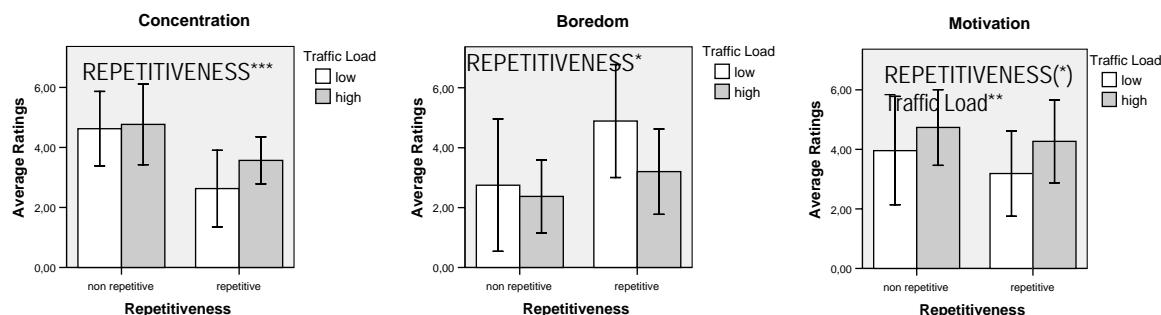 Concentration
REPETITIVENESS***
Average Ratings
6,00
4,00
2,00
0,00
non repetitive
repetitive
Repetitiveness
Traffic Load
low
high
Boredom
REPETITIVENESS*
Average Ratings
6,00
4,00
2,00
0,00
non repetitive
repetitive
Repetitiveness
Traffic Load
low
high
Motivation
REPETITIVENESS(*)
Traffic Load**
Average Ratings
6,00
4,00
2,00
0,00
non repetitive
repetitive
Repetitiveness
Traffic Load
low
high